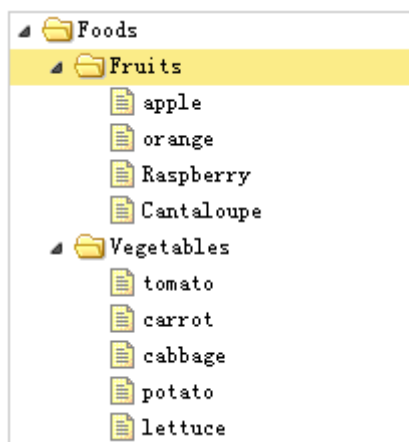 Foods
Fruits
apple
orange
Raspberry
Cantaloupe
Vegetables
tomato
carrot
cabbage
potato
lettuce